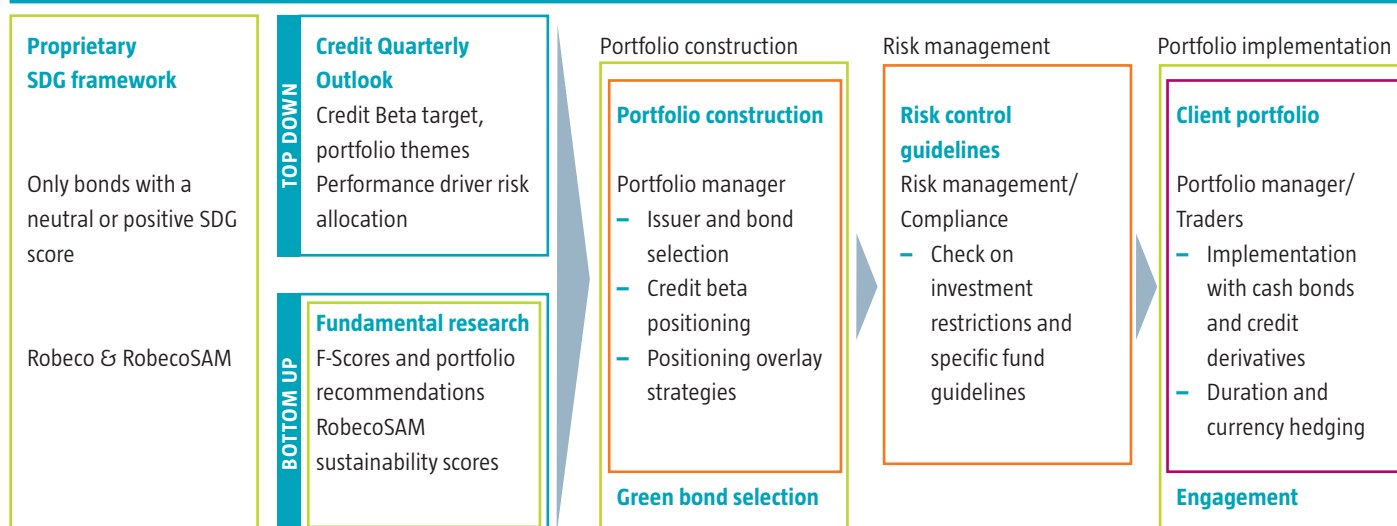 Proprietary
SDG framework
Only bonds with a
neutral or positive SDG
score
Robeco & RobecoSAM
TOP DOWN
Credit Quarterly
Outlook
Credit Beta target,
portfolio themes
Performance driver risk
allocation
BOTTOM UP
Fundamental research
F-Scores and portfolio
recommendations
RobecoSAM
sustainability scores
Portfolio construction
Portfolio construction
Portfolio manager
– Issuer and bond
selection
– Credit beta
positioning
– Positioning overlay
strategies
Green bond selection
Risk management
Risk control
guidelines
Risk management/
Compliance
– Check on
investment
restrictions and
specific fund
guidelines
Portfolio implementation
Client portfolio
Portfolio manager/
Traders
– Implementation
with cash bonds
and credit
derivatives
– Duration and
currency hedging
Engagement